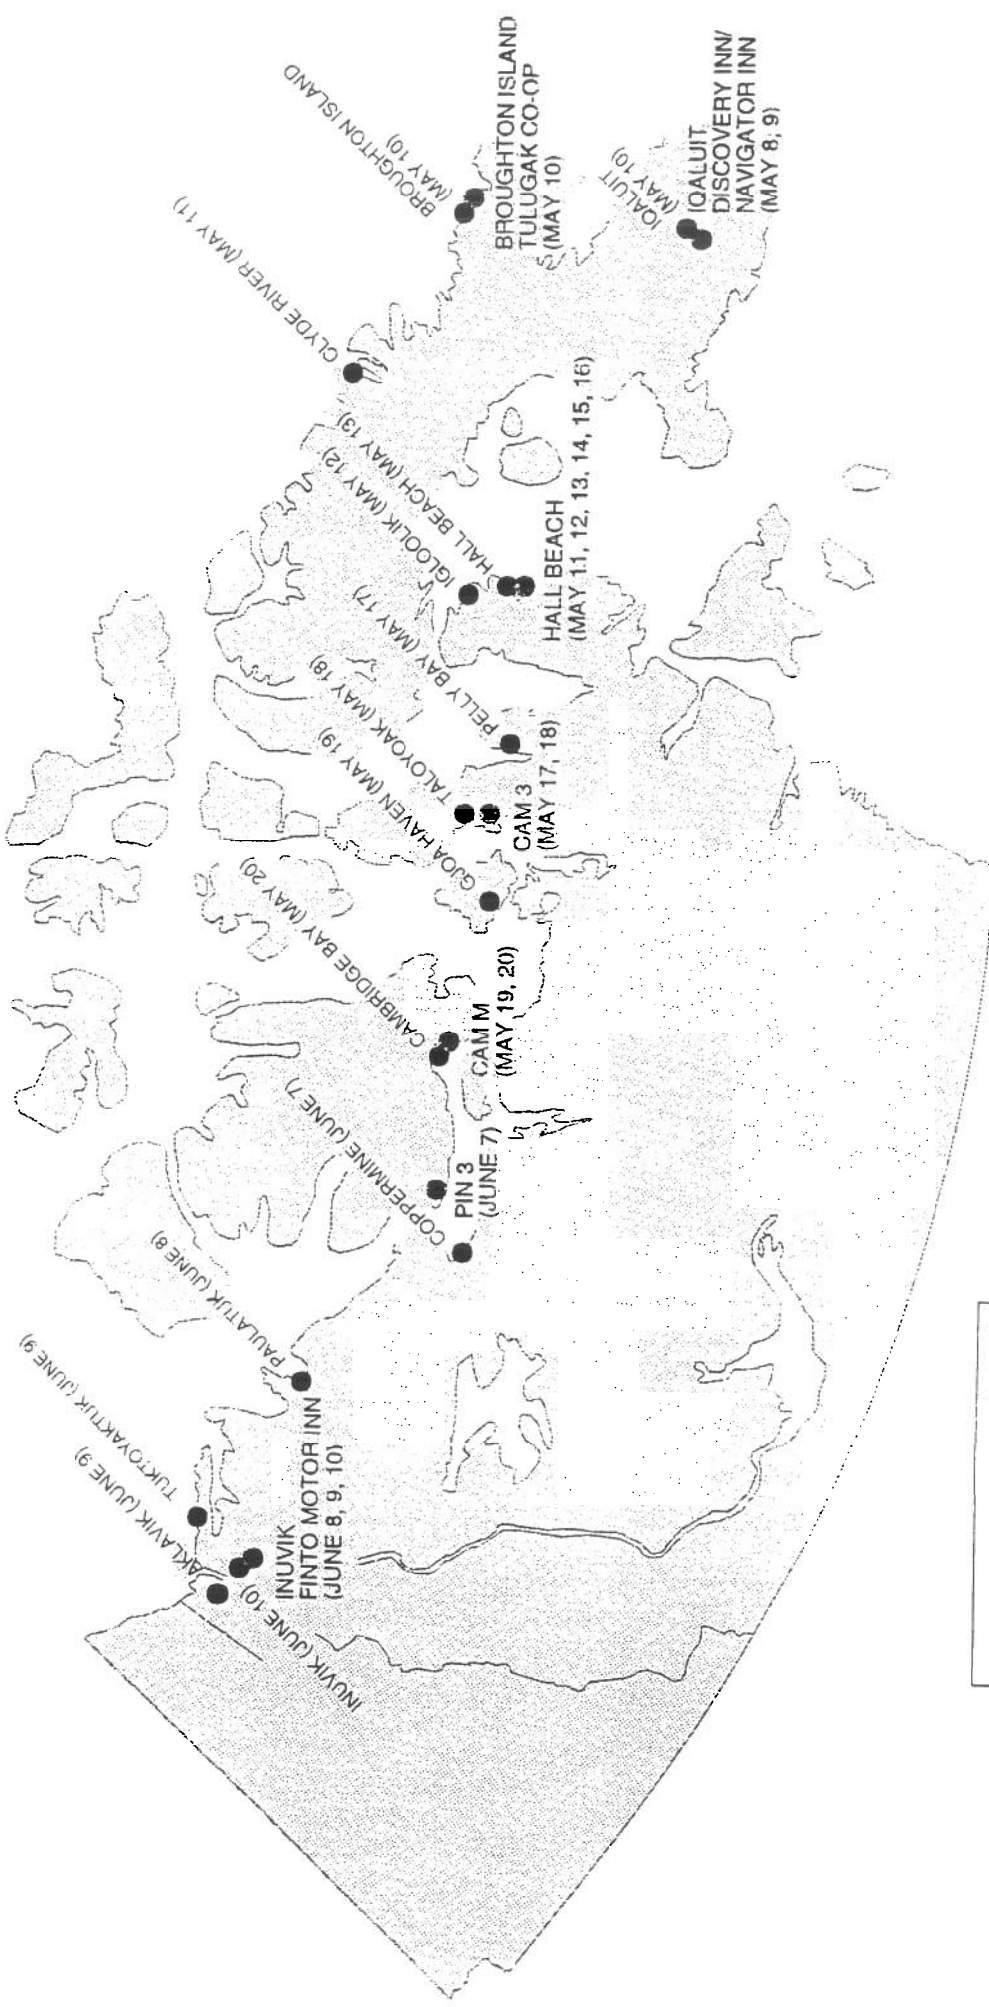 INUVIK (JUNE 10)
AKLAVIK (JUNE 9)
TUKTOYAKTUK (JUNE 9)
INUVIK
FINTO MOTOR INN
(JUNE 8, 9, 10)
PAULATUK (JUNE 8)
COPPERMINE (JUNE 7)
PIN 3
(JUNE 7)
CAMBRIDGE BAY (MAY 20)
CAM M
(MAY 19, 20)
GJOA HAVEN (MAY 19)
TALOYOAK (MAY 18)
CAM 3
(MAY 17, 18)
PELLY BAY (MAY 17)
IGLOOLIK (MAY 12)
HALL BEACH (MAY 13)
HALL BEACH
(MAY 11, 12, 13, 14, 15, 16)
CLYDE RIVER (MAY 11)
BROUGHTON ISLAND
(MAY 10)
BROUGHTON ISLAND
TULUGAK CO-OP
(MAY 10)
IQALUIT
(MAY 10)
IQALUIT
DISCOVERY INN/
NAVIGATOR INN
(MAY 8, 9)